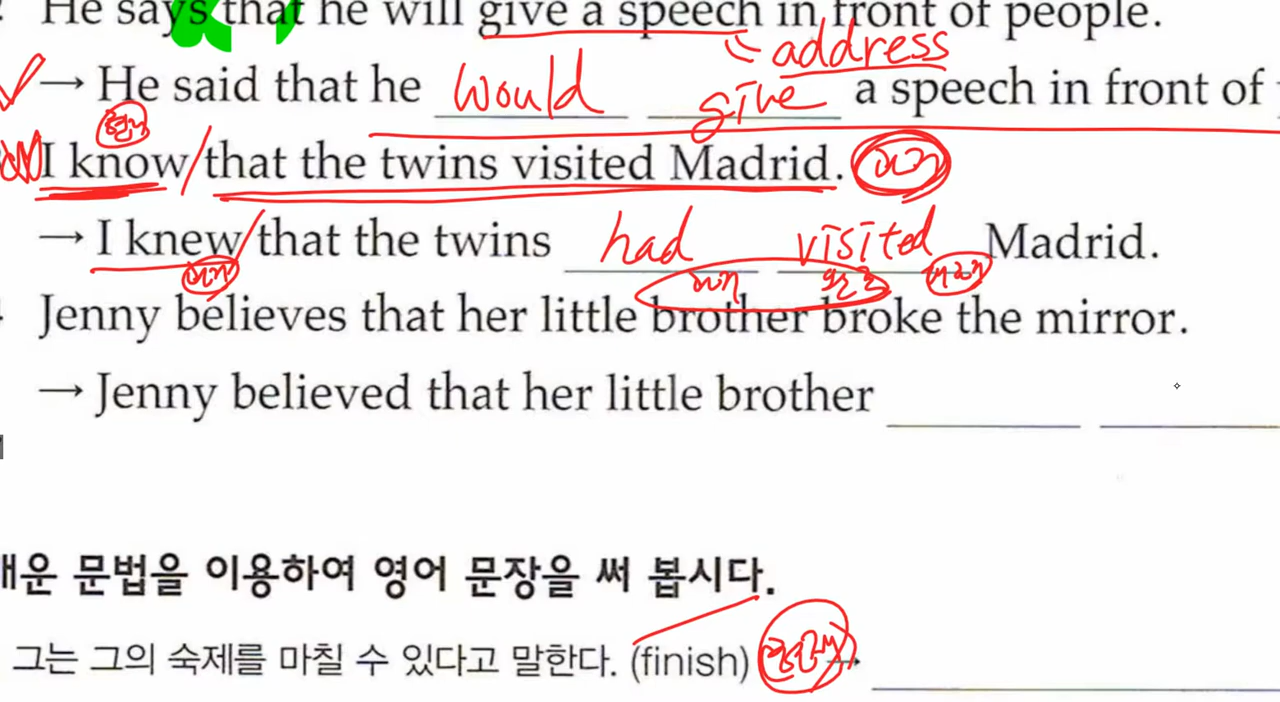 He says that he will give a speech in front of people.
= address
→ He said that he would give a speech in front of
현재
I know / that the twins visited Madrid. 과거
→ I knew / that the twins had visited Madrid.
과거
Jenny believes that her little brother broke the mirror.
→ Jenny believed that her little brother
배운 문법을 이용하여 영어 문장을 써 봅시다.
그는 그의 숙제를 마칠 수 있다고 말한다. (finish) →